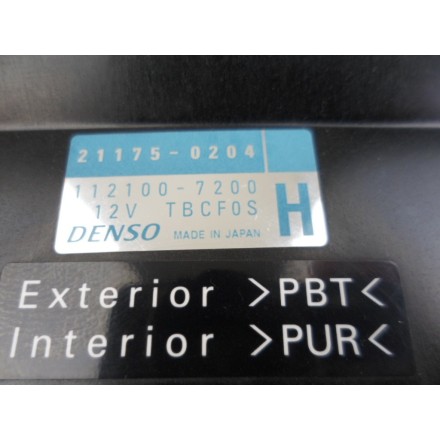 21175-0204
112100-7200
12V TBCF0S H
DENSO MADE IN JAPAN
Exterior >PBT<
Interior >PUR<